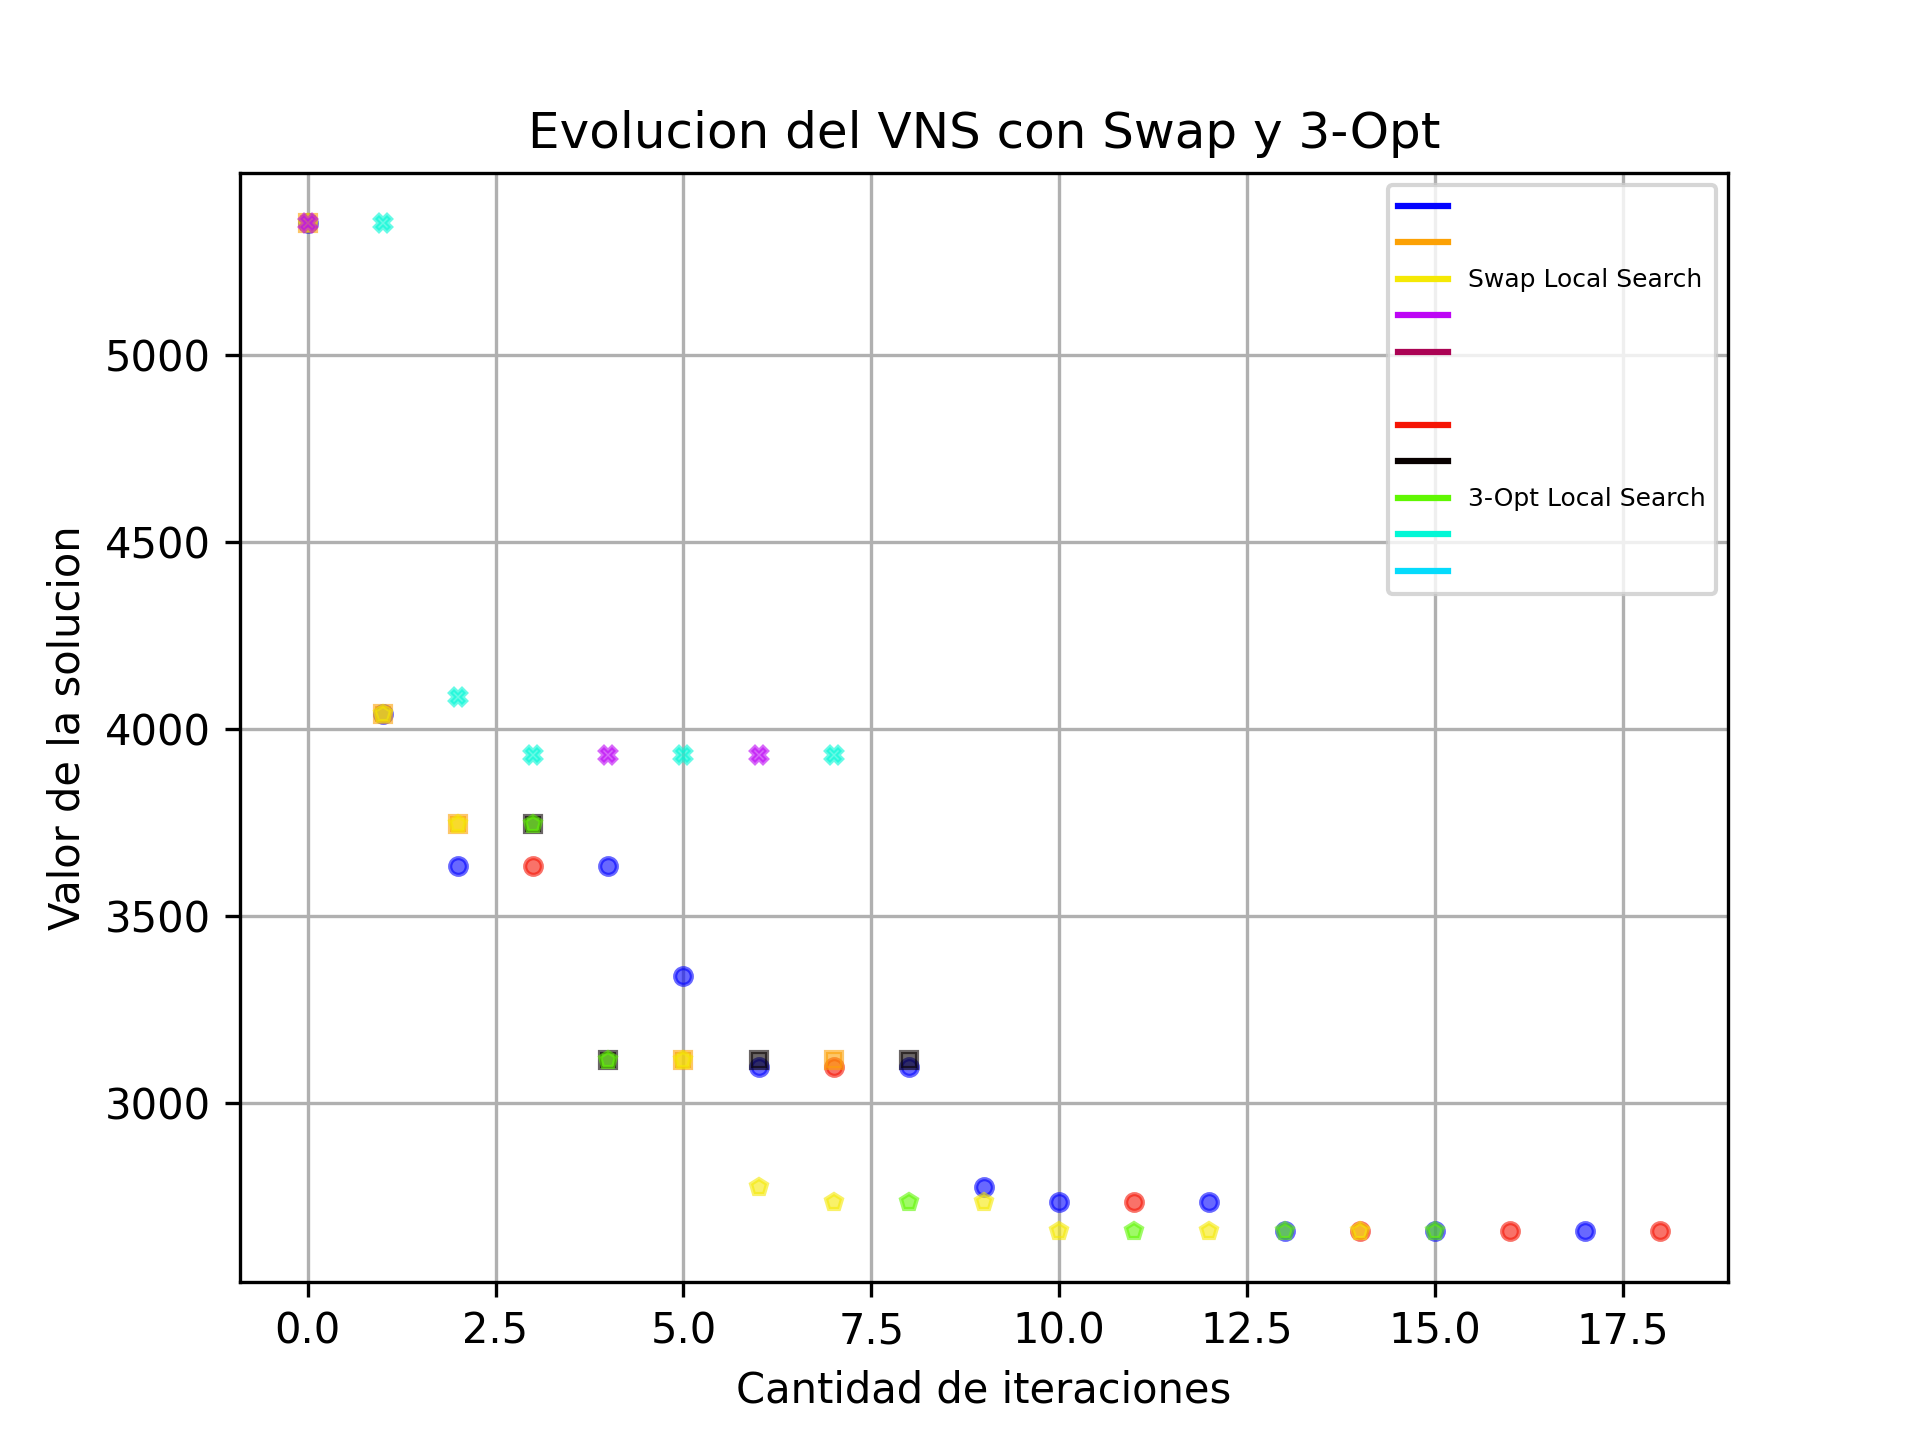 Evolucion del VNS con Swap y 3-Opt
Swap Local Search
3-Opt Local Search
Valor de la solucion
5000
4500
4000
3500
3000
0.0 2.5 5.0 7.5 10.0 12.5 15.0 17.5
Cantidad de iteraciones